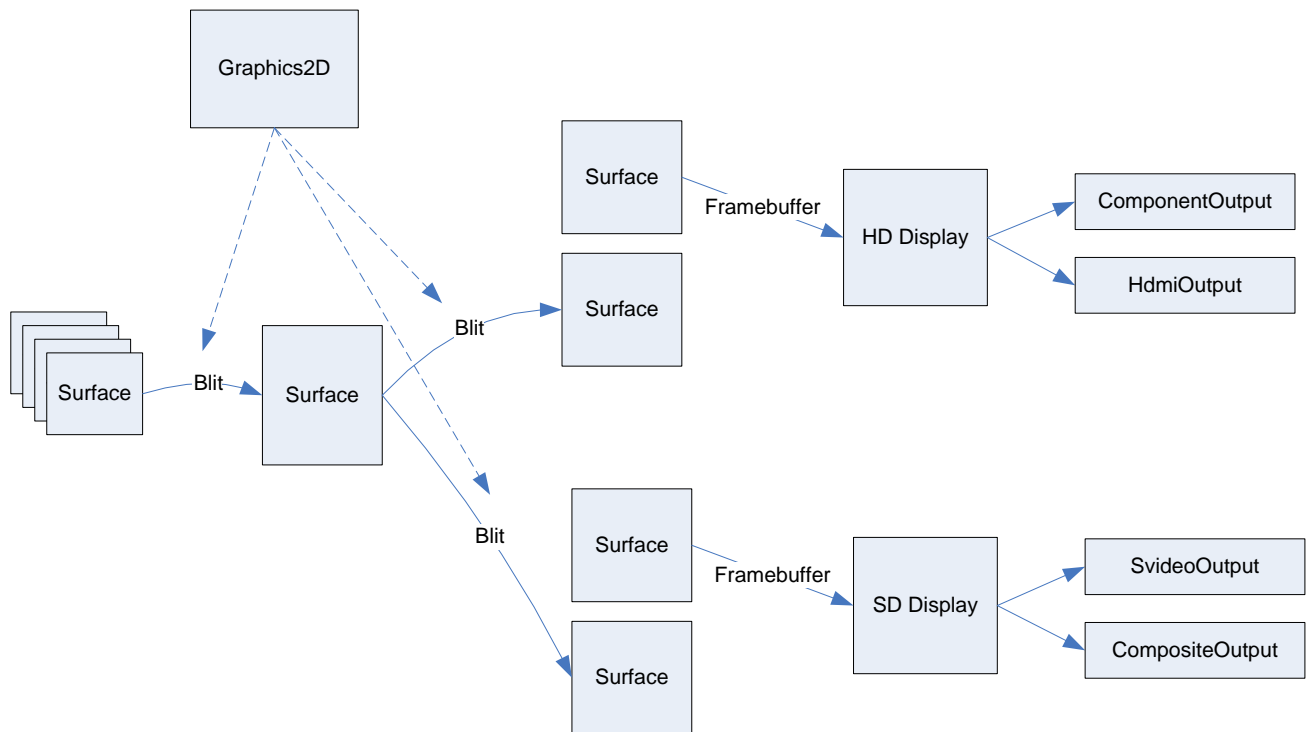 Graphics2D
Surface
Framebuffer
HD Display
ComponentOutput
HdmiOutput
Surface
Blit
Surface
Blit
Surface
Blit
Surface
Framebuffer
SD Display
SvideoOutput
CompositeOutput
Surface